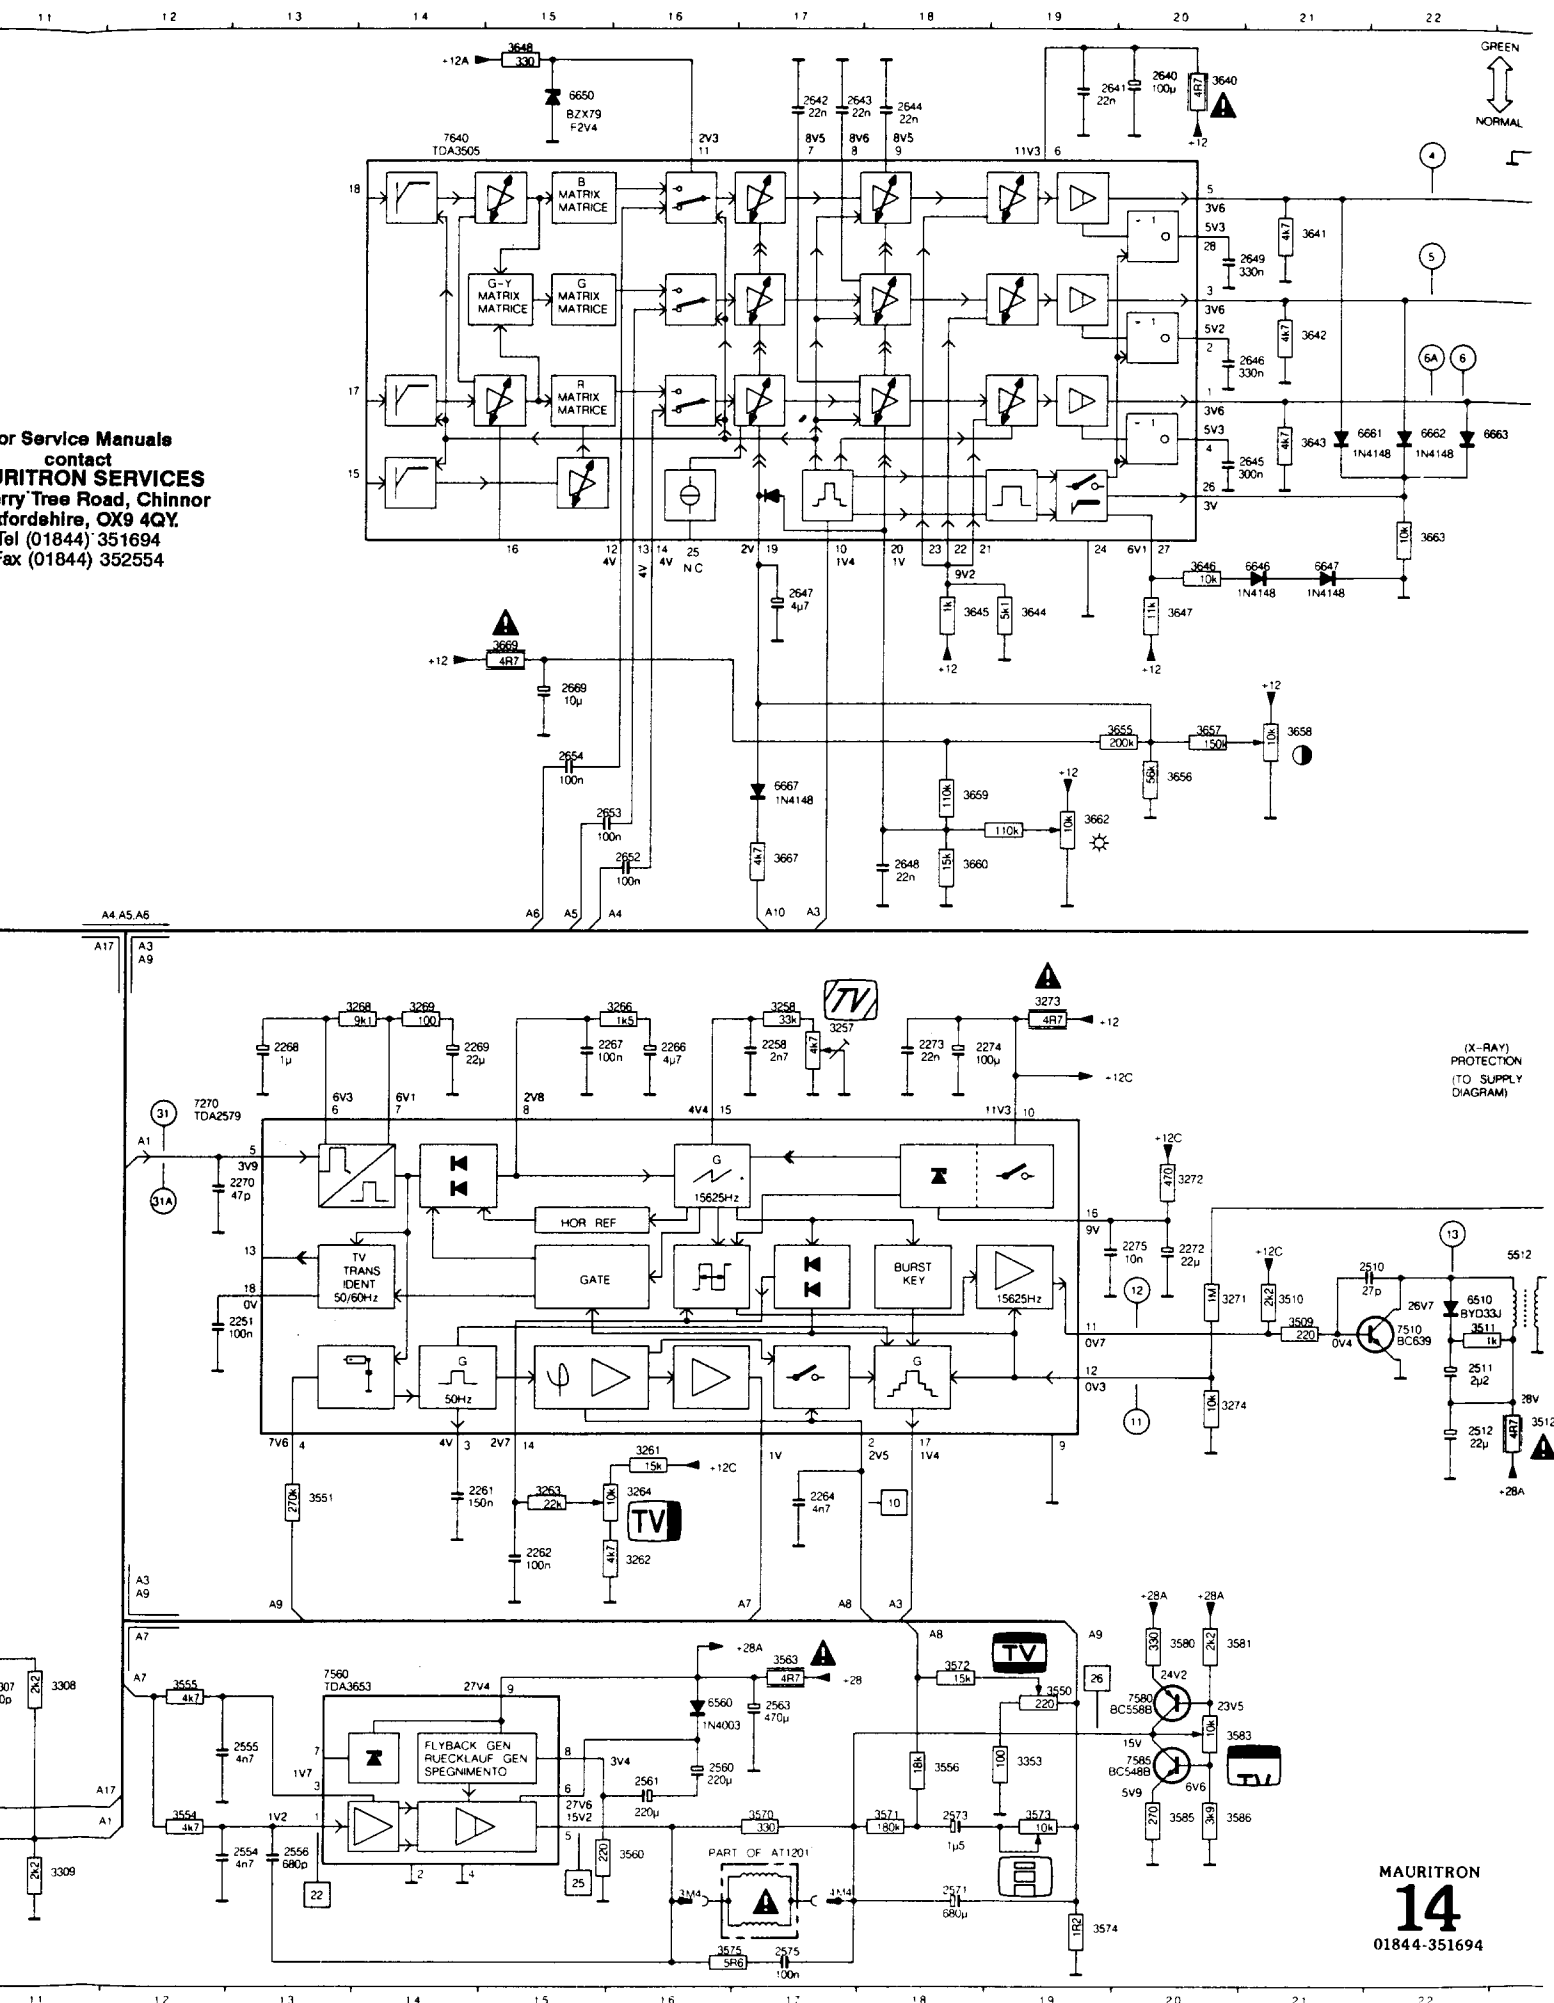 11 12 13 14 15 16 17 18 19 20 21 22
GREEN
NORMAL
+12A
3648
330
6650
BZX79
F2V4
7640
TDA3505
2V3
11
2642
22n
2643
22n
2644
22n
8V5
7
8V6
8
8V5
9
2641
22n
2640
100µ
4R7
3640
+12
11V3 6
18
B
MATRIX
MATRICE
G-Y
MATRIX
MATRICE
G
MATRIX
MATRICE
17
R
MATRIX
MATRICE
15
5
3V6
5V3
28
2649
330n
3
3V6
5V2
2
2646
330n
1
3V6
5V3
4
2645
300n
26
3V
4k7
3641
4k7
3642
4k7
3643
4
5
6A
6
6661
1N4148
6662
1N4148
6663
10k
3663
or Service Manuals
contact
URITRON SERVICES
erry Tree Road, Chinnor
xfordshire, OX9 4QY.
Tel (01844) 351694
Fax (01844) 352554
16
12
4V
13
4V
14
4V
25
NC
2V 19
10
1V4
20
1V
23 22 21
9V2
24
6V1 27
3646
10k
6646
1N4148
6647
1N4148
2647
4µ7
1k
3645
5k1
3644
+12
11k
3647
+12
+12
3669
4R7
2669
10µ
2654
100n
2653
100n
2652
100n
6667
1N4148
4k7
3667
3655
200k
3657
150k
+12
10k
3658
56k
3656
110k
3659
110k
+12
10k
3662
2648
22n
15k
3660
A4,A5,A6
A6 A5 A4 A10 A3
A17
A3
A9
3268
9k1
3269
100
2268
1µ
2269
22µ
3266
1k5
2267
100n
2266
4µ7
3258
33k
2258
2n7
TV
3257
4k7
2273
22n
2274
100µ
3273
4R7
+12
+12C
(X-RAY)
PROTECTION
(TO SUPPLY
DIAGRAM)
31
7270
TDA2579
6V3
6
6V1
7
2V8
8
4V4 15
11V3 10
A1
5
3V9
31A
2270
47p
G
15625Hz
HOR REF
13
TV
TRANS
IDENT
50/60Hz
GATE
BURST
KEY
15625Hz
18
0V
2251
100n
G
50Hz
φ
G
+12C
470
3272
16
9V
2275
10n
2272
22µ
12
11
0V7
12
0V3
11
1M
3271
10k
3274
+12C
2k2
3510
3509
220
0V4
2510
27p
26V7
7510
BC639
13
6510
BYD33J
3511
1k
2511
2µ2
2512
22µ
5512
28V
4R7
3512
+28A
7V6 4
4V 3
2V7 14
1V
2
2V5
17
1V4
9
270k
3551
2261
150n
3263
22k
3261
15k
+12C
10k
3264
TV
2262
100n
4k7
3262
2264
4n7
10
A3
A9
A9 A7 A8 A3
A7
A7
A8
A9
307
0p
2k2
3308
3555
4k7
2555
4n7
7560
TDA3653
27V4
9
FLYBACK GEN
RUECKLAUF GEN
SPEGNIMENTO
7
1V7
3
1V2 1
8
3V4
6
27V6
15V2
5
2 4
+28A
3563
4R7
+28
6560
1N4003
2563
470µ
2560
220µ
2561
220µ
3572
15k
TV
3550
220
26
+28A
330
3580
+28A
2k2
3581
24V2
7580
BC558B
23V5
10k
3583
15V
7585
BC548B
TV
5V9
6V6
270
3585
3k9
3586
18k
3556
100
3353
A17
A1
3554
4k7
2554
4n7
2556
680p
22
25
220
3560
3570
330
3571
180k
2573
1µ5
3573
10k
PART OF AT1201
3M4
4M4
2571
680µ
1R2
3574
2k2
3309
3575
5R6
2575
100n
MAURITRON
14
01844-351694
11 12 13 14 15 16 17 18 19 20 21 22